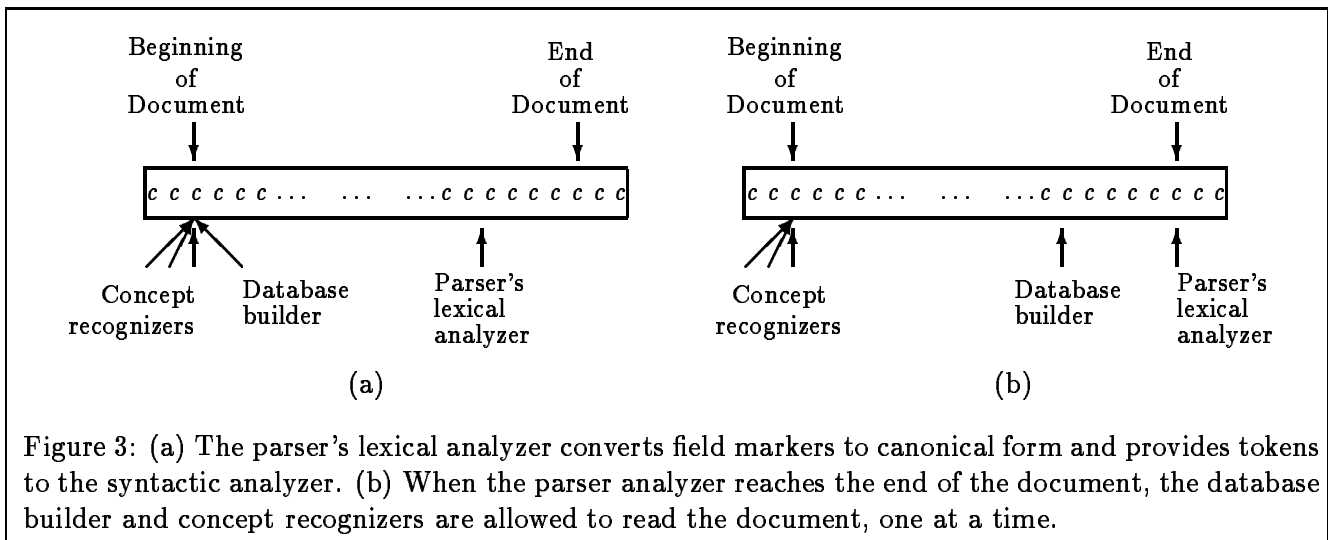 Beginning
of
Document
End
of
Document
c c c c c c ... ... ...c c c c c c c c c
Concept
recognizers
Database
builder
Parser's
lexical
analyzer
(a)
Beginning
of
Document
End
of
Document
c c c c c c ... ... ...c c c c c c c c c
Concept
recognizers
Database
builder
Parser's
lexical
analyzer
(b)
Figure 3: (a) The parser's lexical analyzer converts field markers to canonical form and provides tokens
to the syntactic analyzer. (b) When the parser analyzer reaches the end of the document, the database
builder and concept recognizers are allowed to read the document, one at a time.